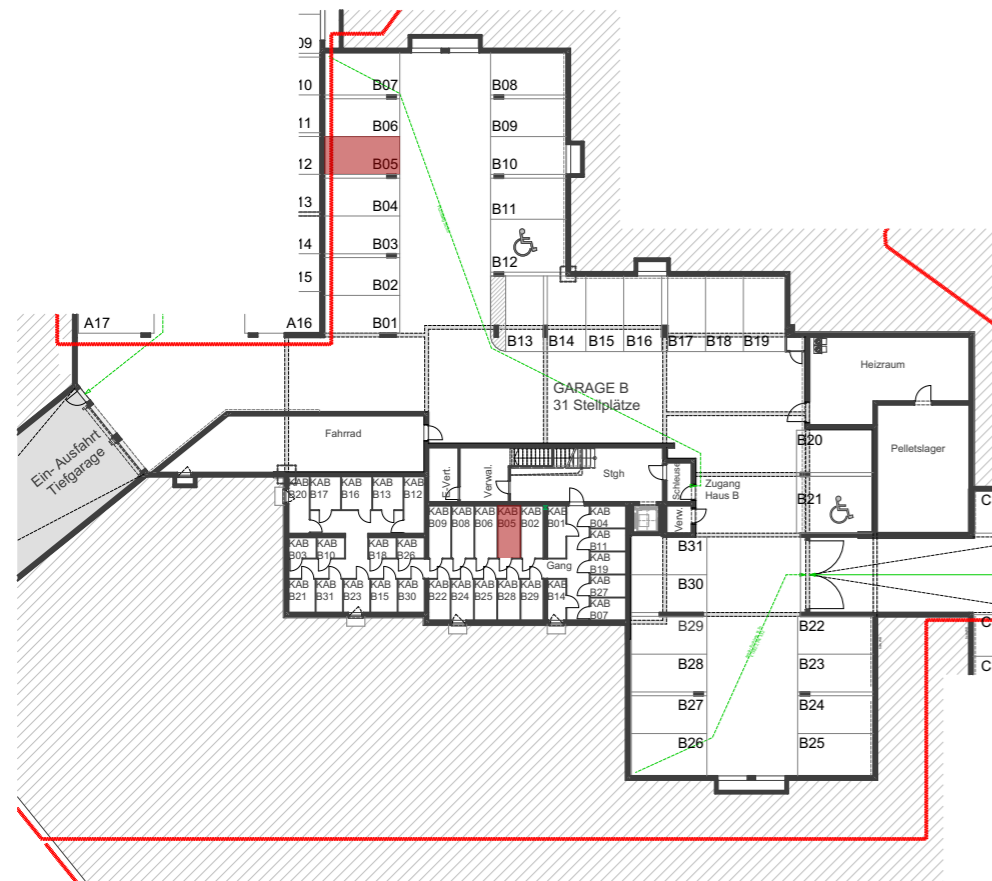 09
10
11
12
13
14
15
A17
A16
B07
B06
B05
B04
B03
B02
B01
B08
B09
B10
B11
B12
B13
B14
B15
B16
B17
B18
B19
GARAGE B
31 Stellplätze
Heizraum
Pelletslager
Ein- Ausfahrt
Tiefgarage
Fahrrad
E-Vert.
Verwal.
Stgh
Schleuse
Verw.
Zugang
Haus B
B20
B21
KAB
B20
KAB
B17
KAB
B16
KAB
B13
KAB
B12
KAB
B09
KAB
B08
KAB
B06
KAB
B05
KAB
B02
KAB
B01
KAB
B04
KAB
B11
KAB
B19
KAB
B27
KAB
B07
KAB
B03
KAB
B10
KAB
B18
KAB
B26
Gang
KAB
B21
KAB
B31
KAB
B23
KAB
B15
KAB
B30
KAB
B22
KAB
B24
KAB
B25
KAB
B28
KAB
B29
KAB
B14
B31
B30
B29
B28
B27
B26
B22
B23
B24
B25
C
C
C